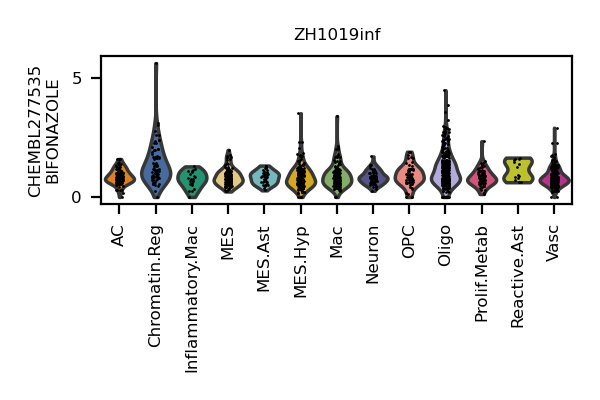 ZH1019inf
CHEMBL277535
BIFONAZOLE
5
0
AC
Chromatin.Reg
Inflammatory.Mac
MES
MES.Ast
MES.Hyp
Mac
Neuron
OPC
Oligo
Prolif.Metab
Reactive.Ast
Vasc